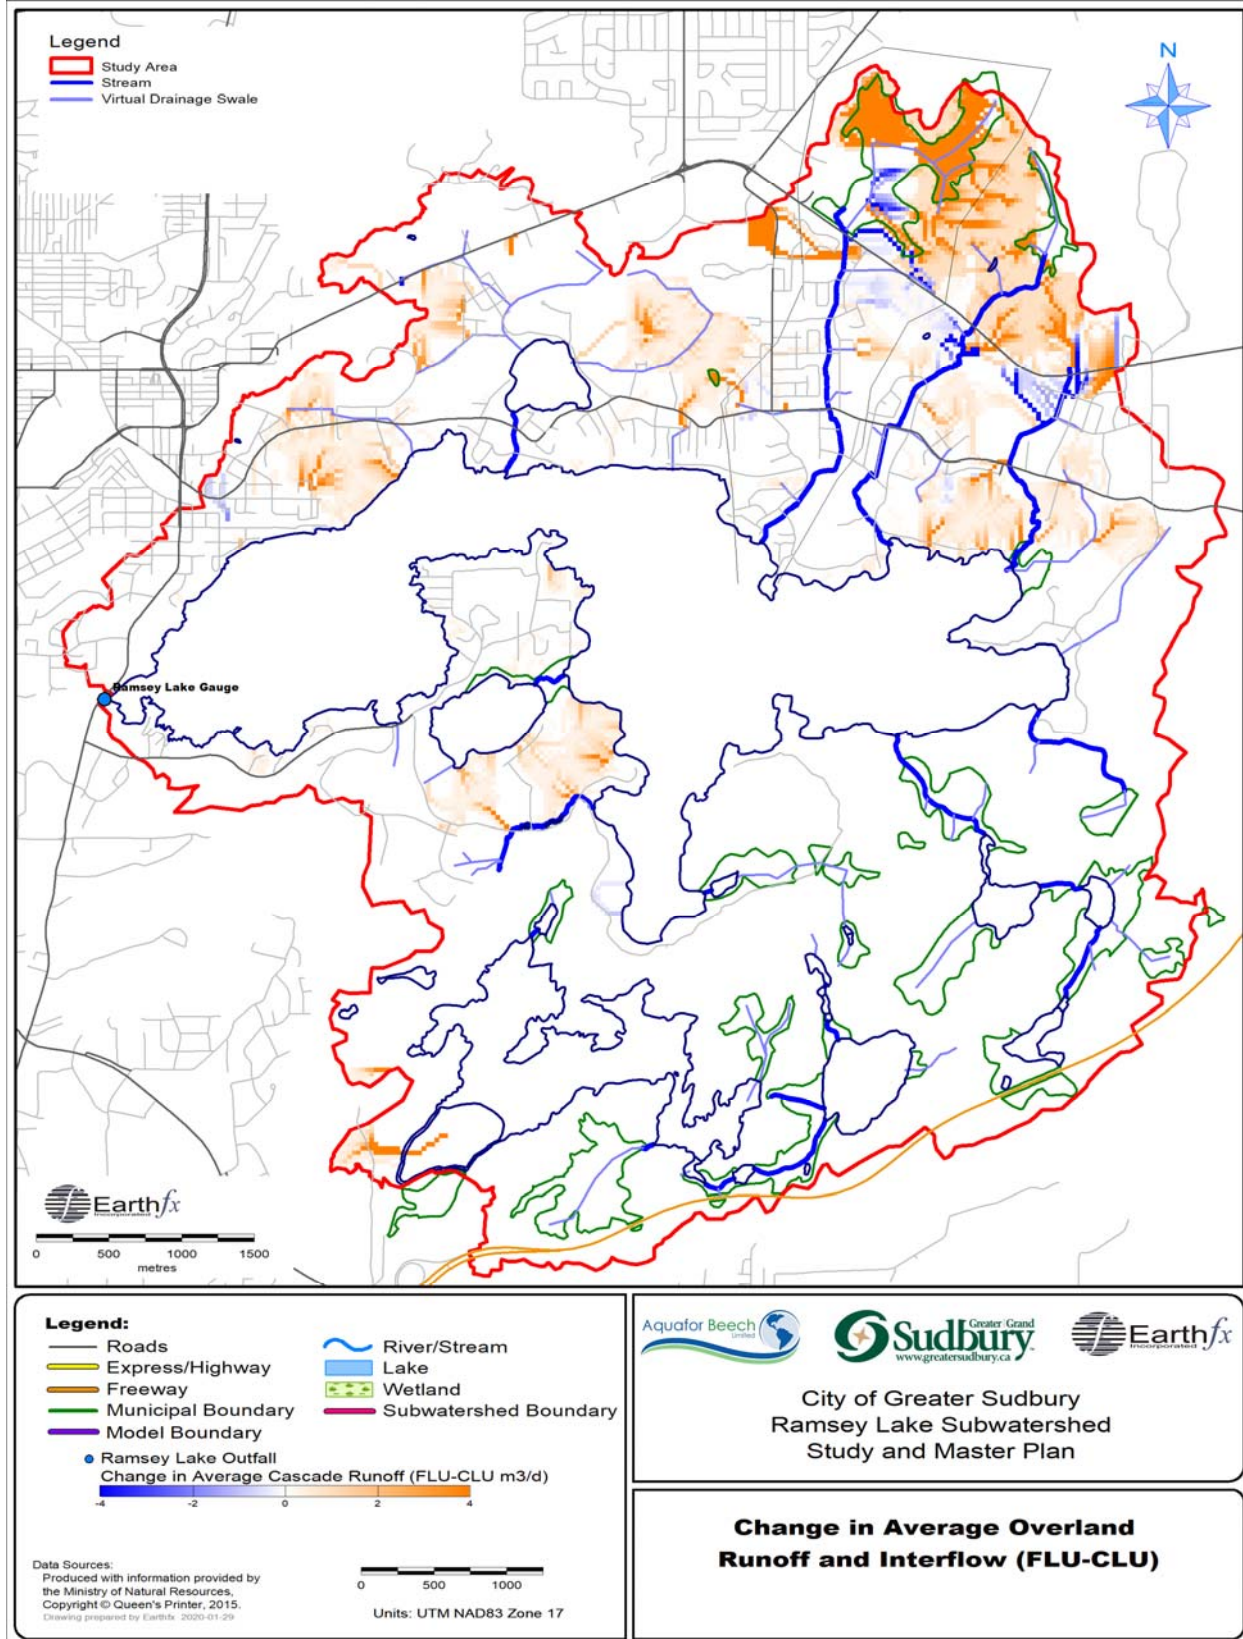 Legend
Study Area
Stream
Virtual Drainage Swale
N
Ramsey Lake Gauge
Earthfx
Incorporated
0 500 1000 1500
metres
Legend:
Roads
Express/Highway
Freeway
Municipal Boundary
Model Boundary
River/Stream
Lake
Wetland
Subwatershed Boundary
Ramsey Lake Outfall
Change in Average Cascade Runoff (FLU-CLU m3/d)
-4 -2 0 2 4
Data Sources:
Produced with information provided by
the Ministry of Natural Resources,
Copyright © Queen's Printer, 2015.
Drawing prepared by Earthfx 2020-01-29
0 500 1000
Units: UTM NAD83 Zone 17
Aquafor Beech
Limited
Greater Grand
Sudbury
www.greatersudbury.ca
Earthfx
Incorporated
City of Greater Sudbury
Ramsey Lake Subwatershed
Study and Master Plan
Change in Average Overland
Runoff and Interflow (FLU-CLU)